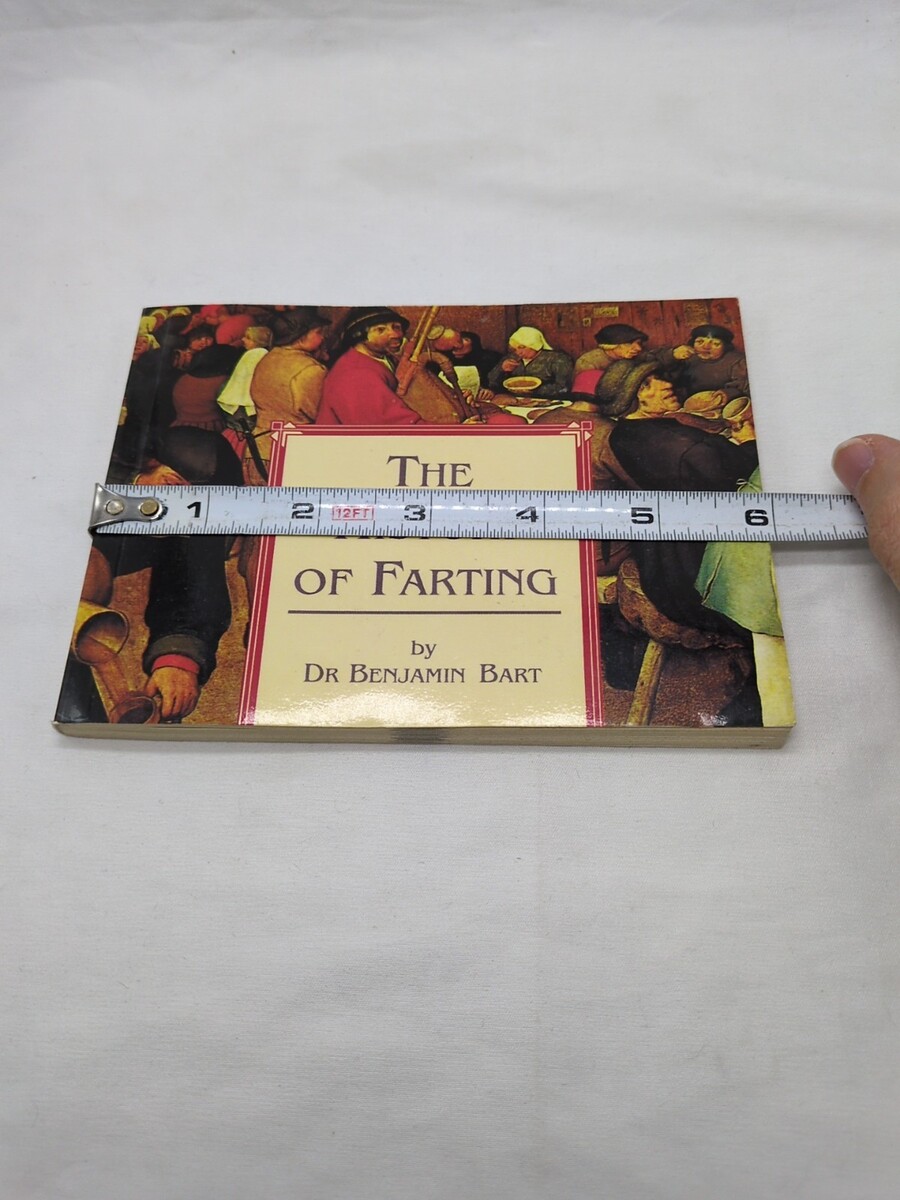 THE
1 2 12FT 3 4 5 6
OF FARTING
by
DR BENJAMIN BART